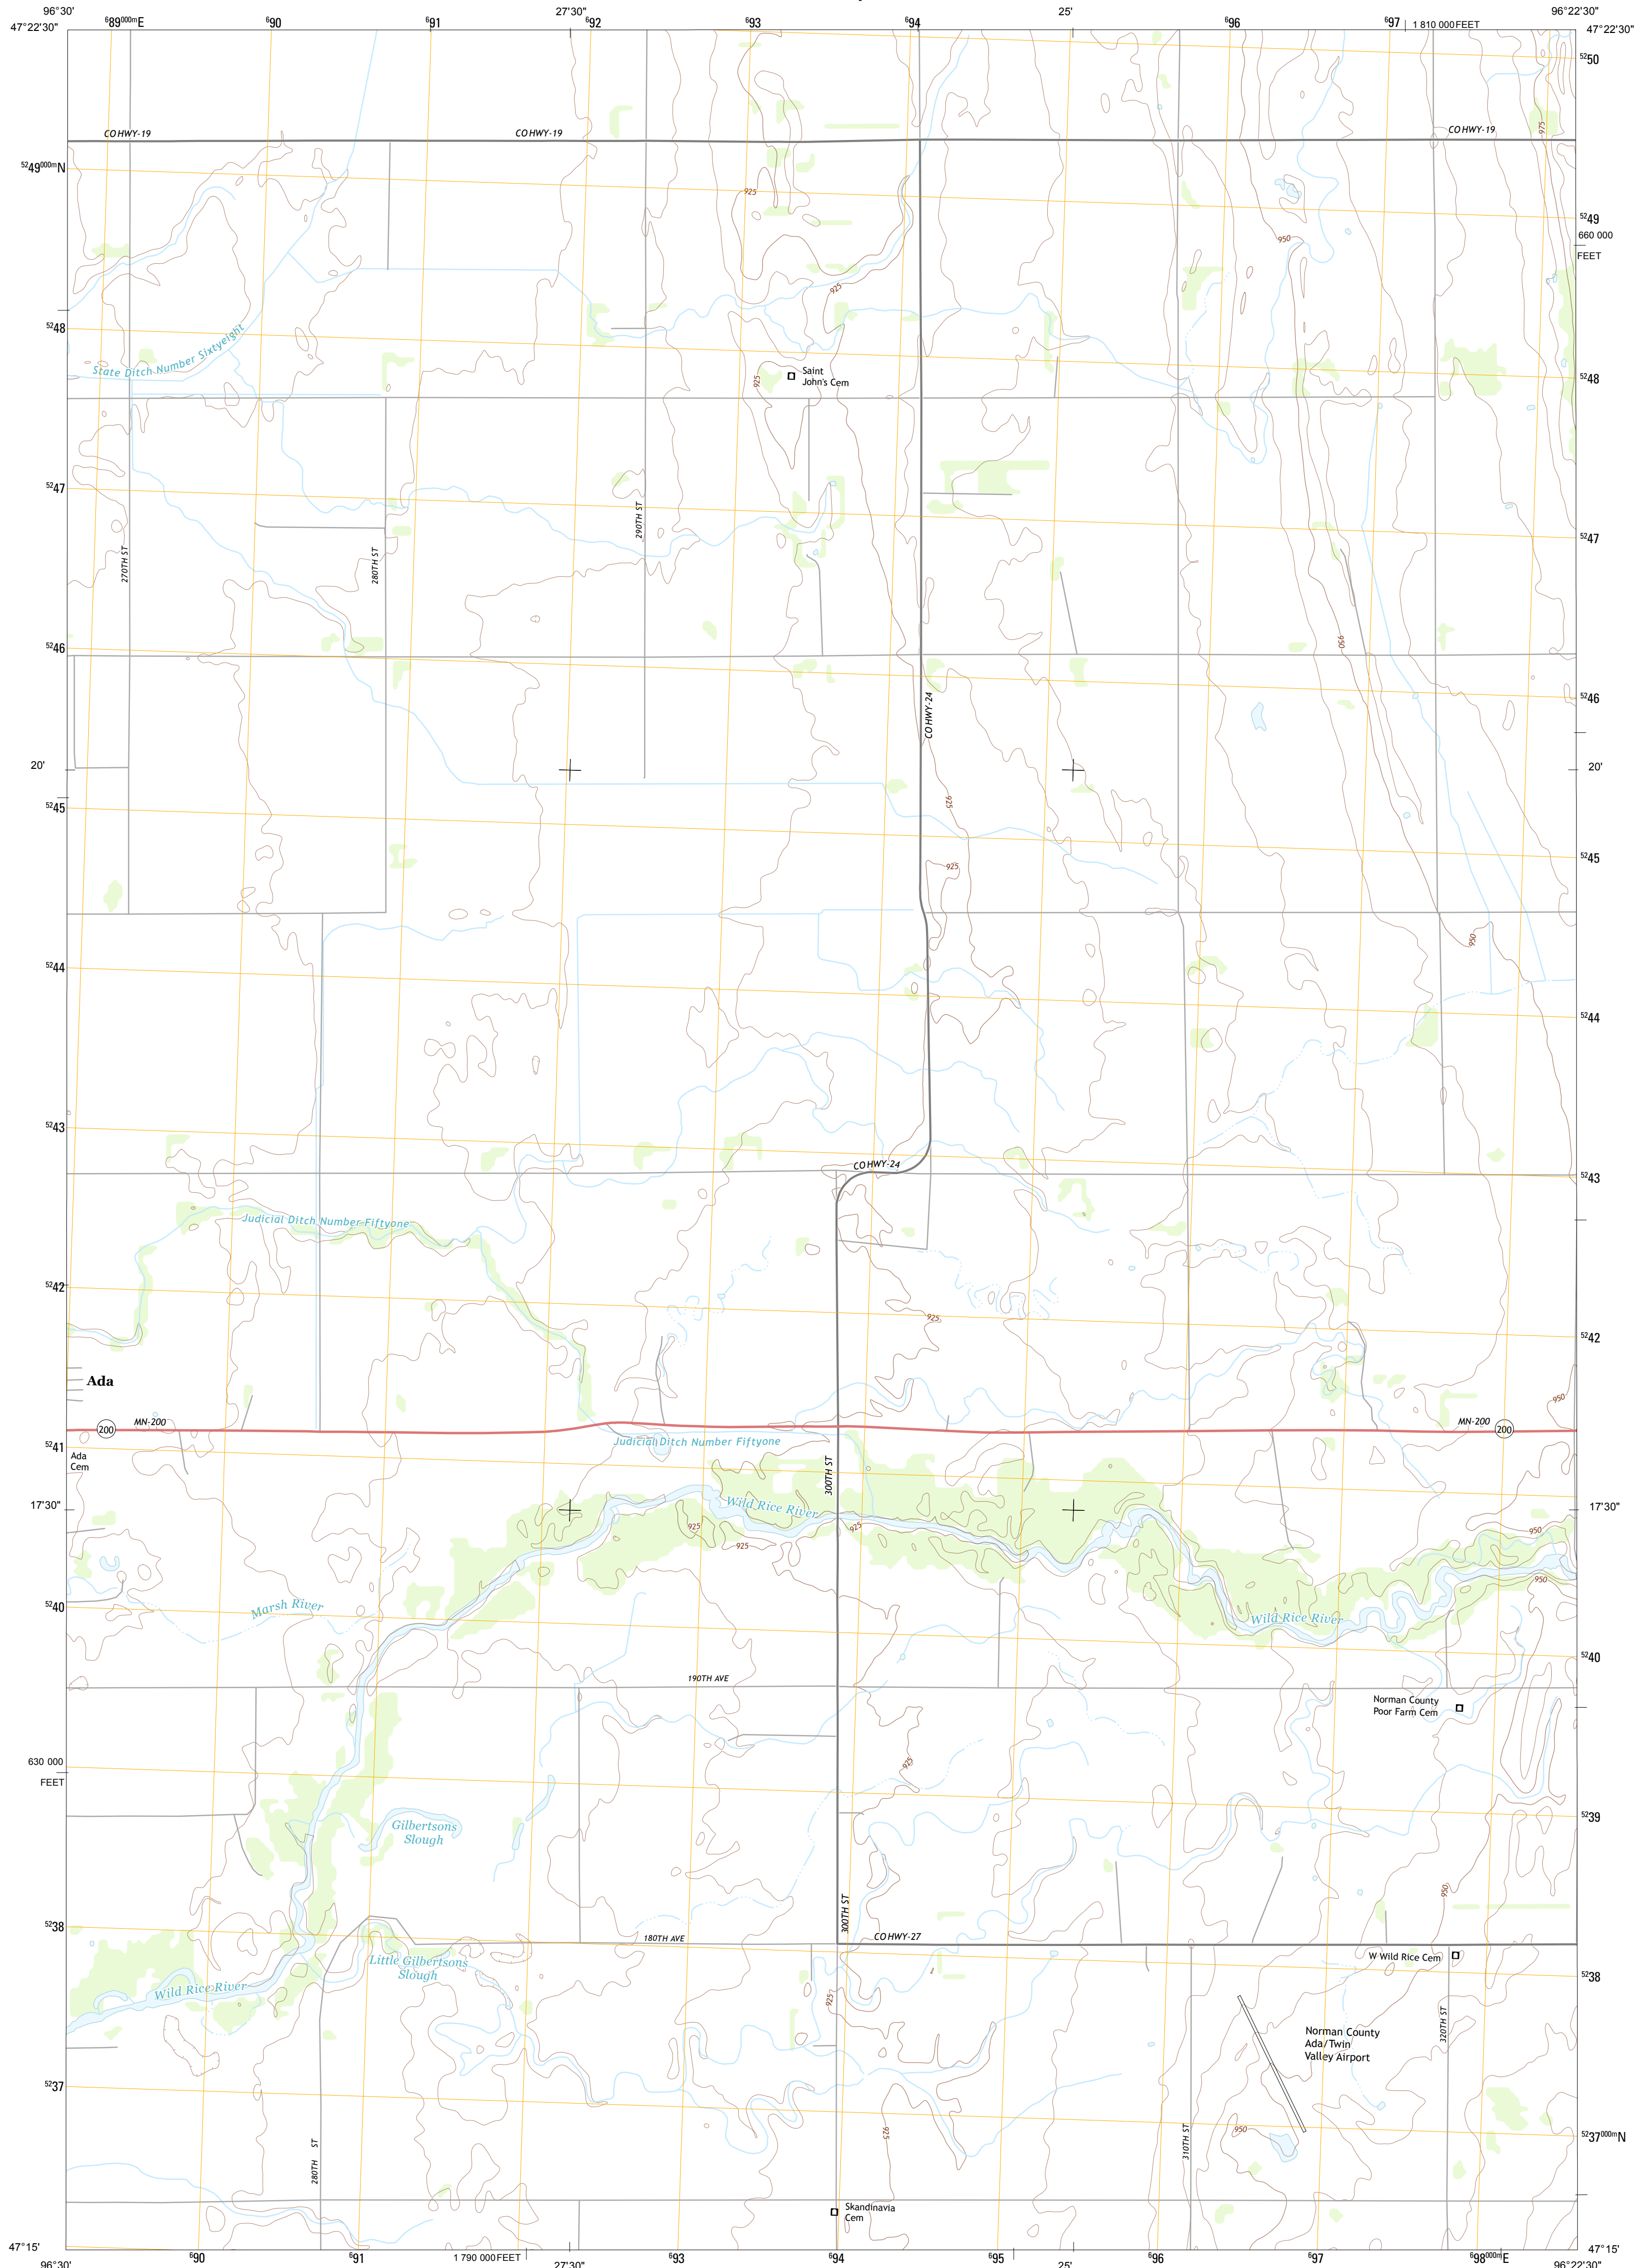 96°30'
689000mE
691
690
27'30"
692
693
694
25'
696
697
1 810 000 FEET
96°22'30"
47°22'30"
47°22'30"
5250
CO HWY-19
CO HWY-19
CO HWY-19
975
5249000mN
925
5249
950
660 000
FEET
925
5248
State Ditch Number Sixtyeight
Saint
John's Cem
925
5248
5247
290TH ST
270TH ST
280TH ST
5247
950
5246
CO HWY-24
5246
20'
20'
5245
925
925
5245
950
5244
5244
5243
CO HWY-24
5243
Judicial Ditch Number Fiftyone
5242
925
5242
Ada
950
200
MN-200
MN-200
200
5241
Judicial Ditch Number Fiftyone
Ada
Cem
300TH ST
17'30"
Wild Rice River
17'30"
925
925
925
950
950
5240
Marsh River
Wild Rice River
5240
190TH AVE
Norman County
Poor Farm Cem
630 000
FEET
925
5239
Gilbertsons
Slough
950
300TH ST
5238
180TH AVE
CO HWY-27
W Wild Rice Cem
Little Gilbertsons
Slough
5238
Wild Rice River
925
320TH ST
Norman County
Ada/Twin
Valley Airport
5237
950
925
5237000mN
280TH ST
310TH ST
Skandinavia
Cem
47°15'
47°15'
96°30'
690
691
1 790 000 FEET
27'30"
693
694
695
25'
696
697
698000mE
96°22'30"